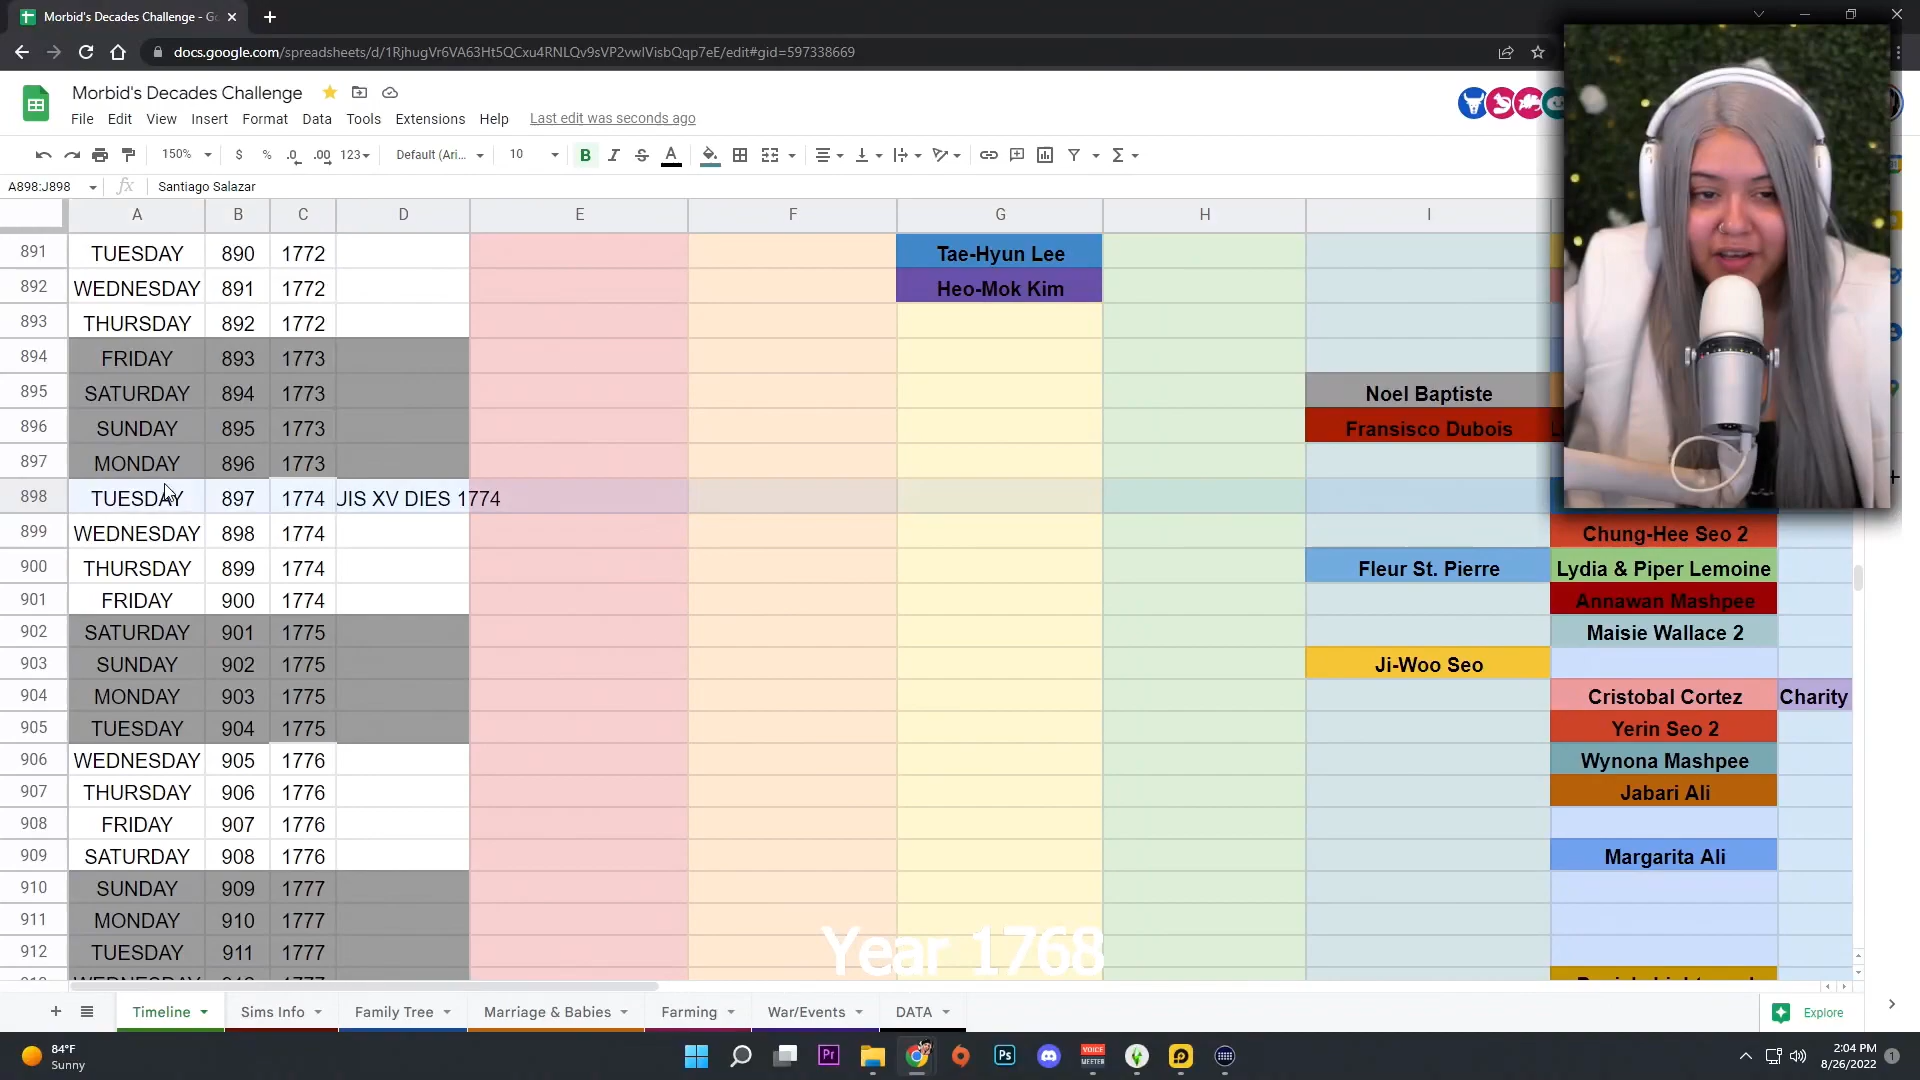 Morbid's Decades Challenge - Go
docs.google.com/spreadsheets/d/1RjhugVr6VA63Ht5QCxu4RNLQv9sVP2vwlVisbQqp7eE/edit#gid=597338669
Morbid's Decades Challenge
File Edit View Insert Format Data Tools Extensions Help Last edit was seconds ago
150% $ % .0 .00 123 Default (Ari... 10 B I S A
A898:J898 fx Santiago Salazar
A B C D E F G H I
891 TUESDAY 890 1772 Tae-Hyun Lee
892 WEDNESDAY 891 1772 Heo-Mok Kim
893 THURSDAY 892 1772
894 FRIDAY 893 1773
895 SATURDAY 894 1773 Noel Baptiste
896 SUNDAY 895 1773 Fransisco Dubois
897 MONDAY 896 1773
898 TUESDAY 897 1774 UIS XV DIES 1774
899 WEDNESDAY 898 1774 Chung-Hee Seo 2
900 THURSDAY 899 1774 Fleur St. Pierre Lydia & Piper Lemoine
901 FRIDAY 900 1774 Annawan Mashpee
902 SATURDAY 901 1775 Maisie Wallace 2
903 SUNDAY 902 1775 Ji-Woo Seo
904 MONDAY 903 1775 Cristobal Cortez Charity
905 TUESDAY 904 1775 Yerin Seo 2
906 WEDNESDAY 905 1776 Wynona Mashpee
907 THURSDAY 906 1776 Jabari Ali
908 FRIDAY 907 1776
909 SATURDAY 908 1776 Margarita Ali
910 SUNDAY 909 1777
911 MONDAY 910 1777
912 TUESDAY 911 1777
Year 1768
Timeline Sims Info Family Tree Marriage & Babies Farming War/Events DATA Explore
84°F
Sunny
Pr Ps VOICE MEETER
2:04 PM
8/26/2022
1